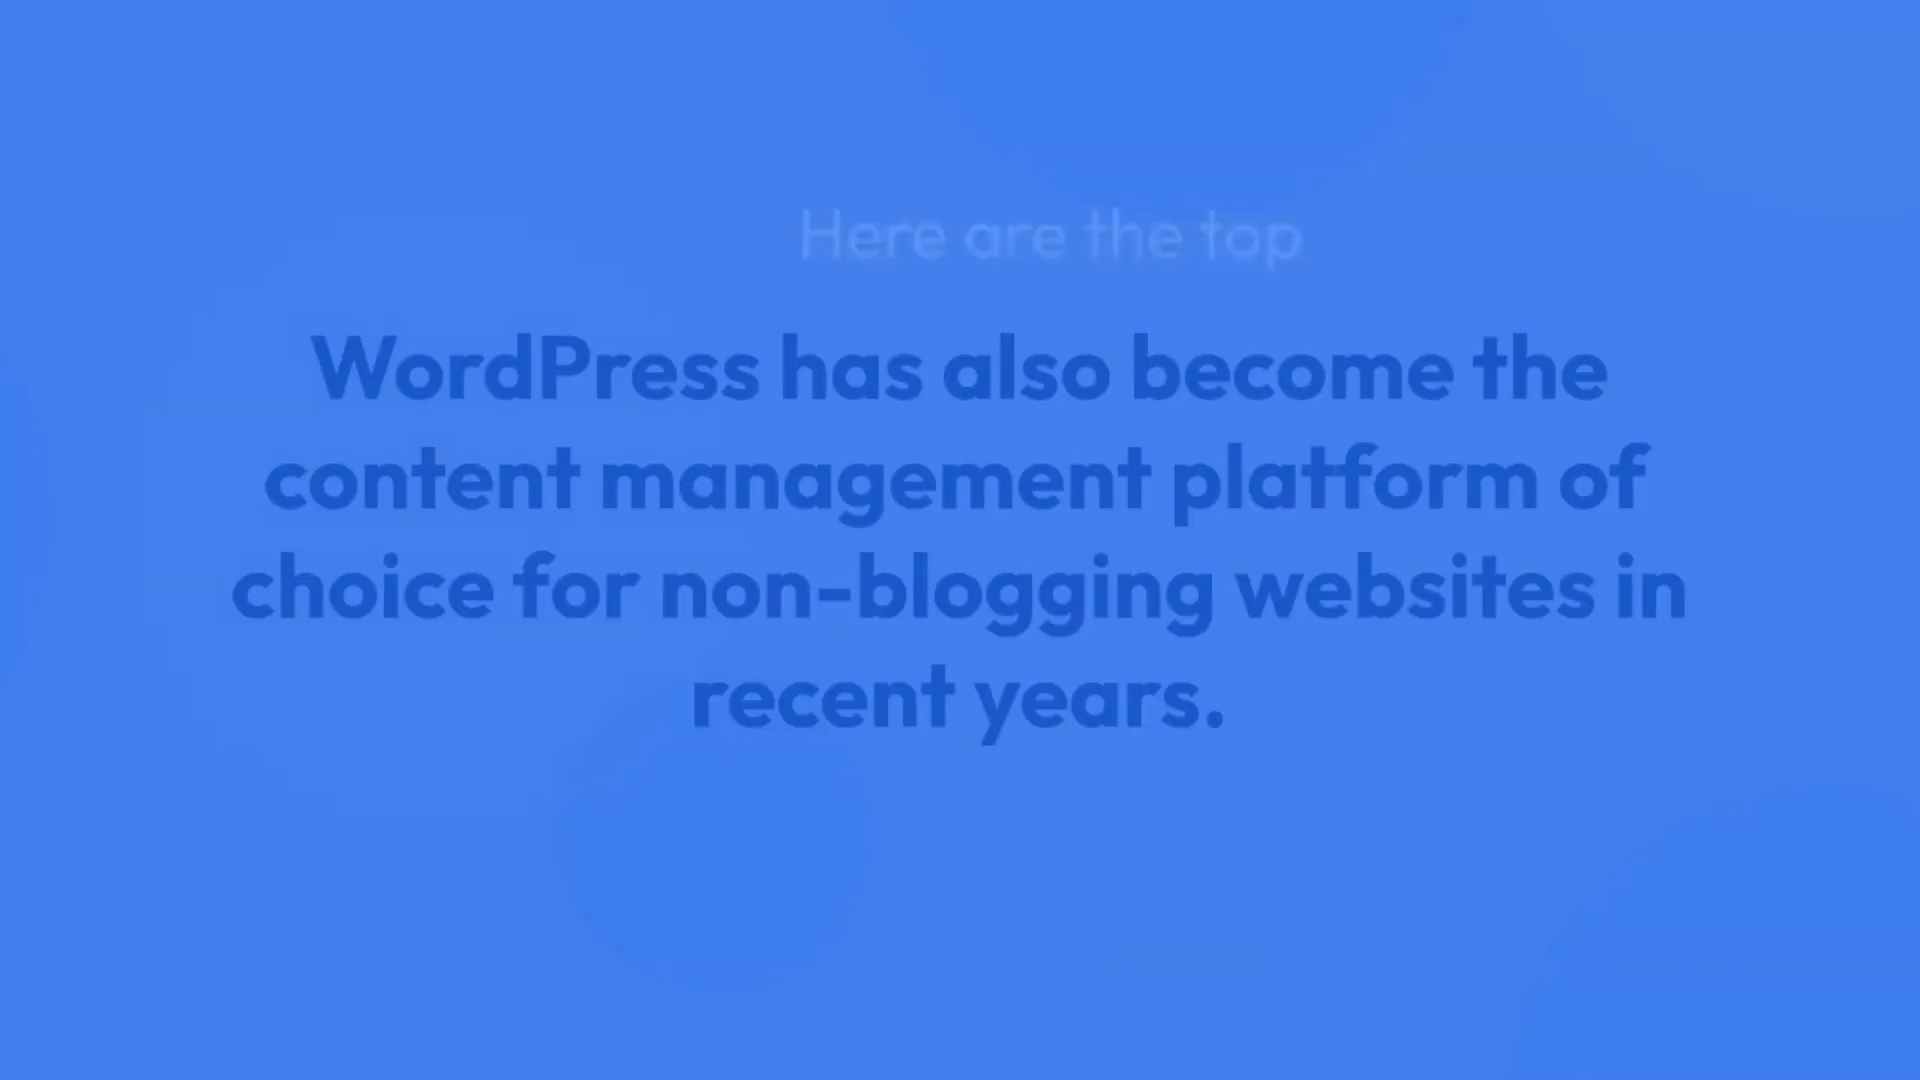 Here are the top
WordPress has also become the
content management platform of
choice for non-blogging websites in
recent years.